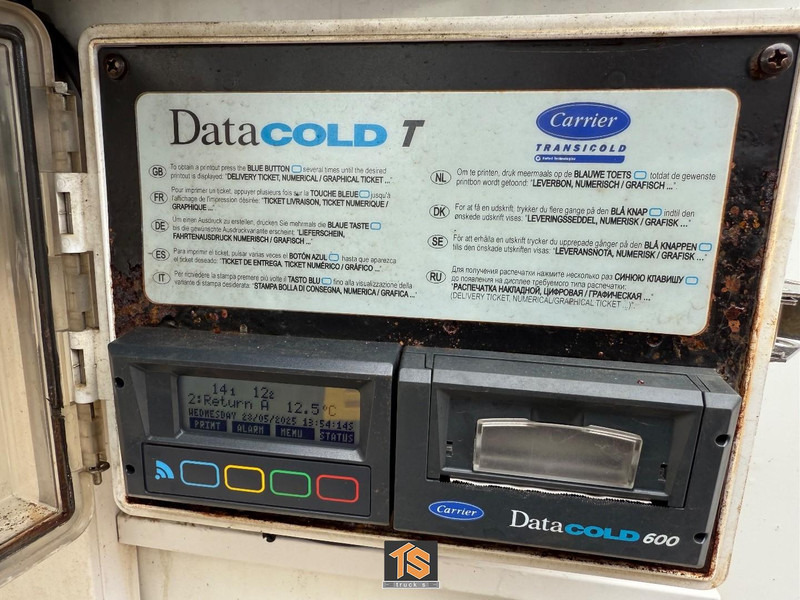 DataCOLD T
Carrier
TRANSICOLD
United Technologies
GB To obtain a printout press the BLUE BUTTON several times until the desired
printout is displayed: "DELIVERY TICKET, NUMERICAL / GRAPHICAL TICKET ..."
FR Pour imprimer un ticket, appuyer plusieurs fois sur la TOUCHE BLEUE jusqu'à
l'affichage de l'impression désirée: "TICKET LIVRAISON, TICKET NUMERIQUE /
GRAPHIQUE ..."
DE Um einen Ausdruck zu erstellen, drücken Sie mehrmals die BLAUE TASTE
bis die gewünschte Ausdruckvariante erscheint: "LIEFERSCHEIN,
FAHRTENAUSDRUCK NUMERISCH / GRAFISCH ..."
ES Para imprimir el ticket, pulsar varias veces el BOTÓN AZUL hasta que aparezca
el ticket deseado: "TICKET DE ENTREGA, TICKET NUMÉRICO / GRÁFICO ..."
IT Per richiedere la stampa premere più volte il TASTO BLU fino alla visualizzazione della
variante di stampa desiderata: "STAMPA BOLLA DI CONSEGNA, NUMERICA / GRAFICA ..."
NL Om te printen, druk meermaals op de BLAUWE TOETS totdat de gewenste
printbon wordt getoond: "LEVERBON, NUMERISCH / GRAFISCH ..."
DK For at få en udskrift, trykker du flere gange på den BLÅ KNAP indtil den
ønskede udskrift vises: "LEVERINGSSEDDEL, NUMERISK / GRAFISK ..."
SE För att erhålla en utskrift trycker du upprepade gånger på den BLÅ KNAPPEN
tills den önskade utskriften visas: "LEVERANSNOTA, NUMERISK / GRAFISK ..."
RU Для получения распечатки нажмите несколько раз СИНЮЮ КЛАВИШУ
до появления на дисплее требуемого типа распечатки:
"РАСПЕЧАТКА НАКЛАДНОЙ, ЦИФРОВАЯ / ГРАФИЧЕСКАЯ ..."
(DELIVERY TICKET, NUMERICAL/GRAPHICAL TICKET ...)"
141 122
2:Return A 12.5°C
WEDNESDAY 28/05/2025 13:54:14S
PRINT ALARM MENU STATUS
Carrier
DataCOLD 600
TS
truck s